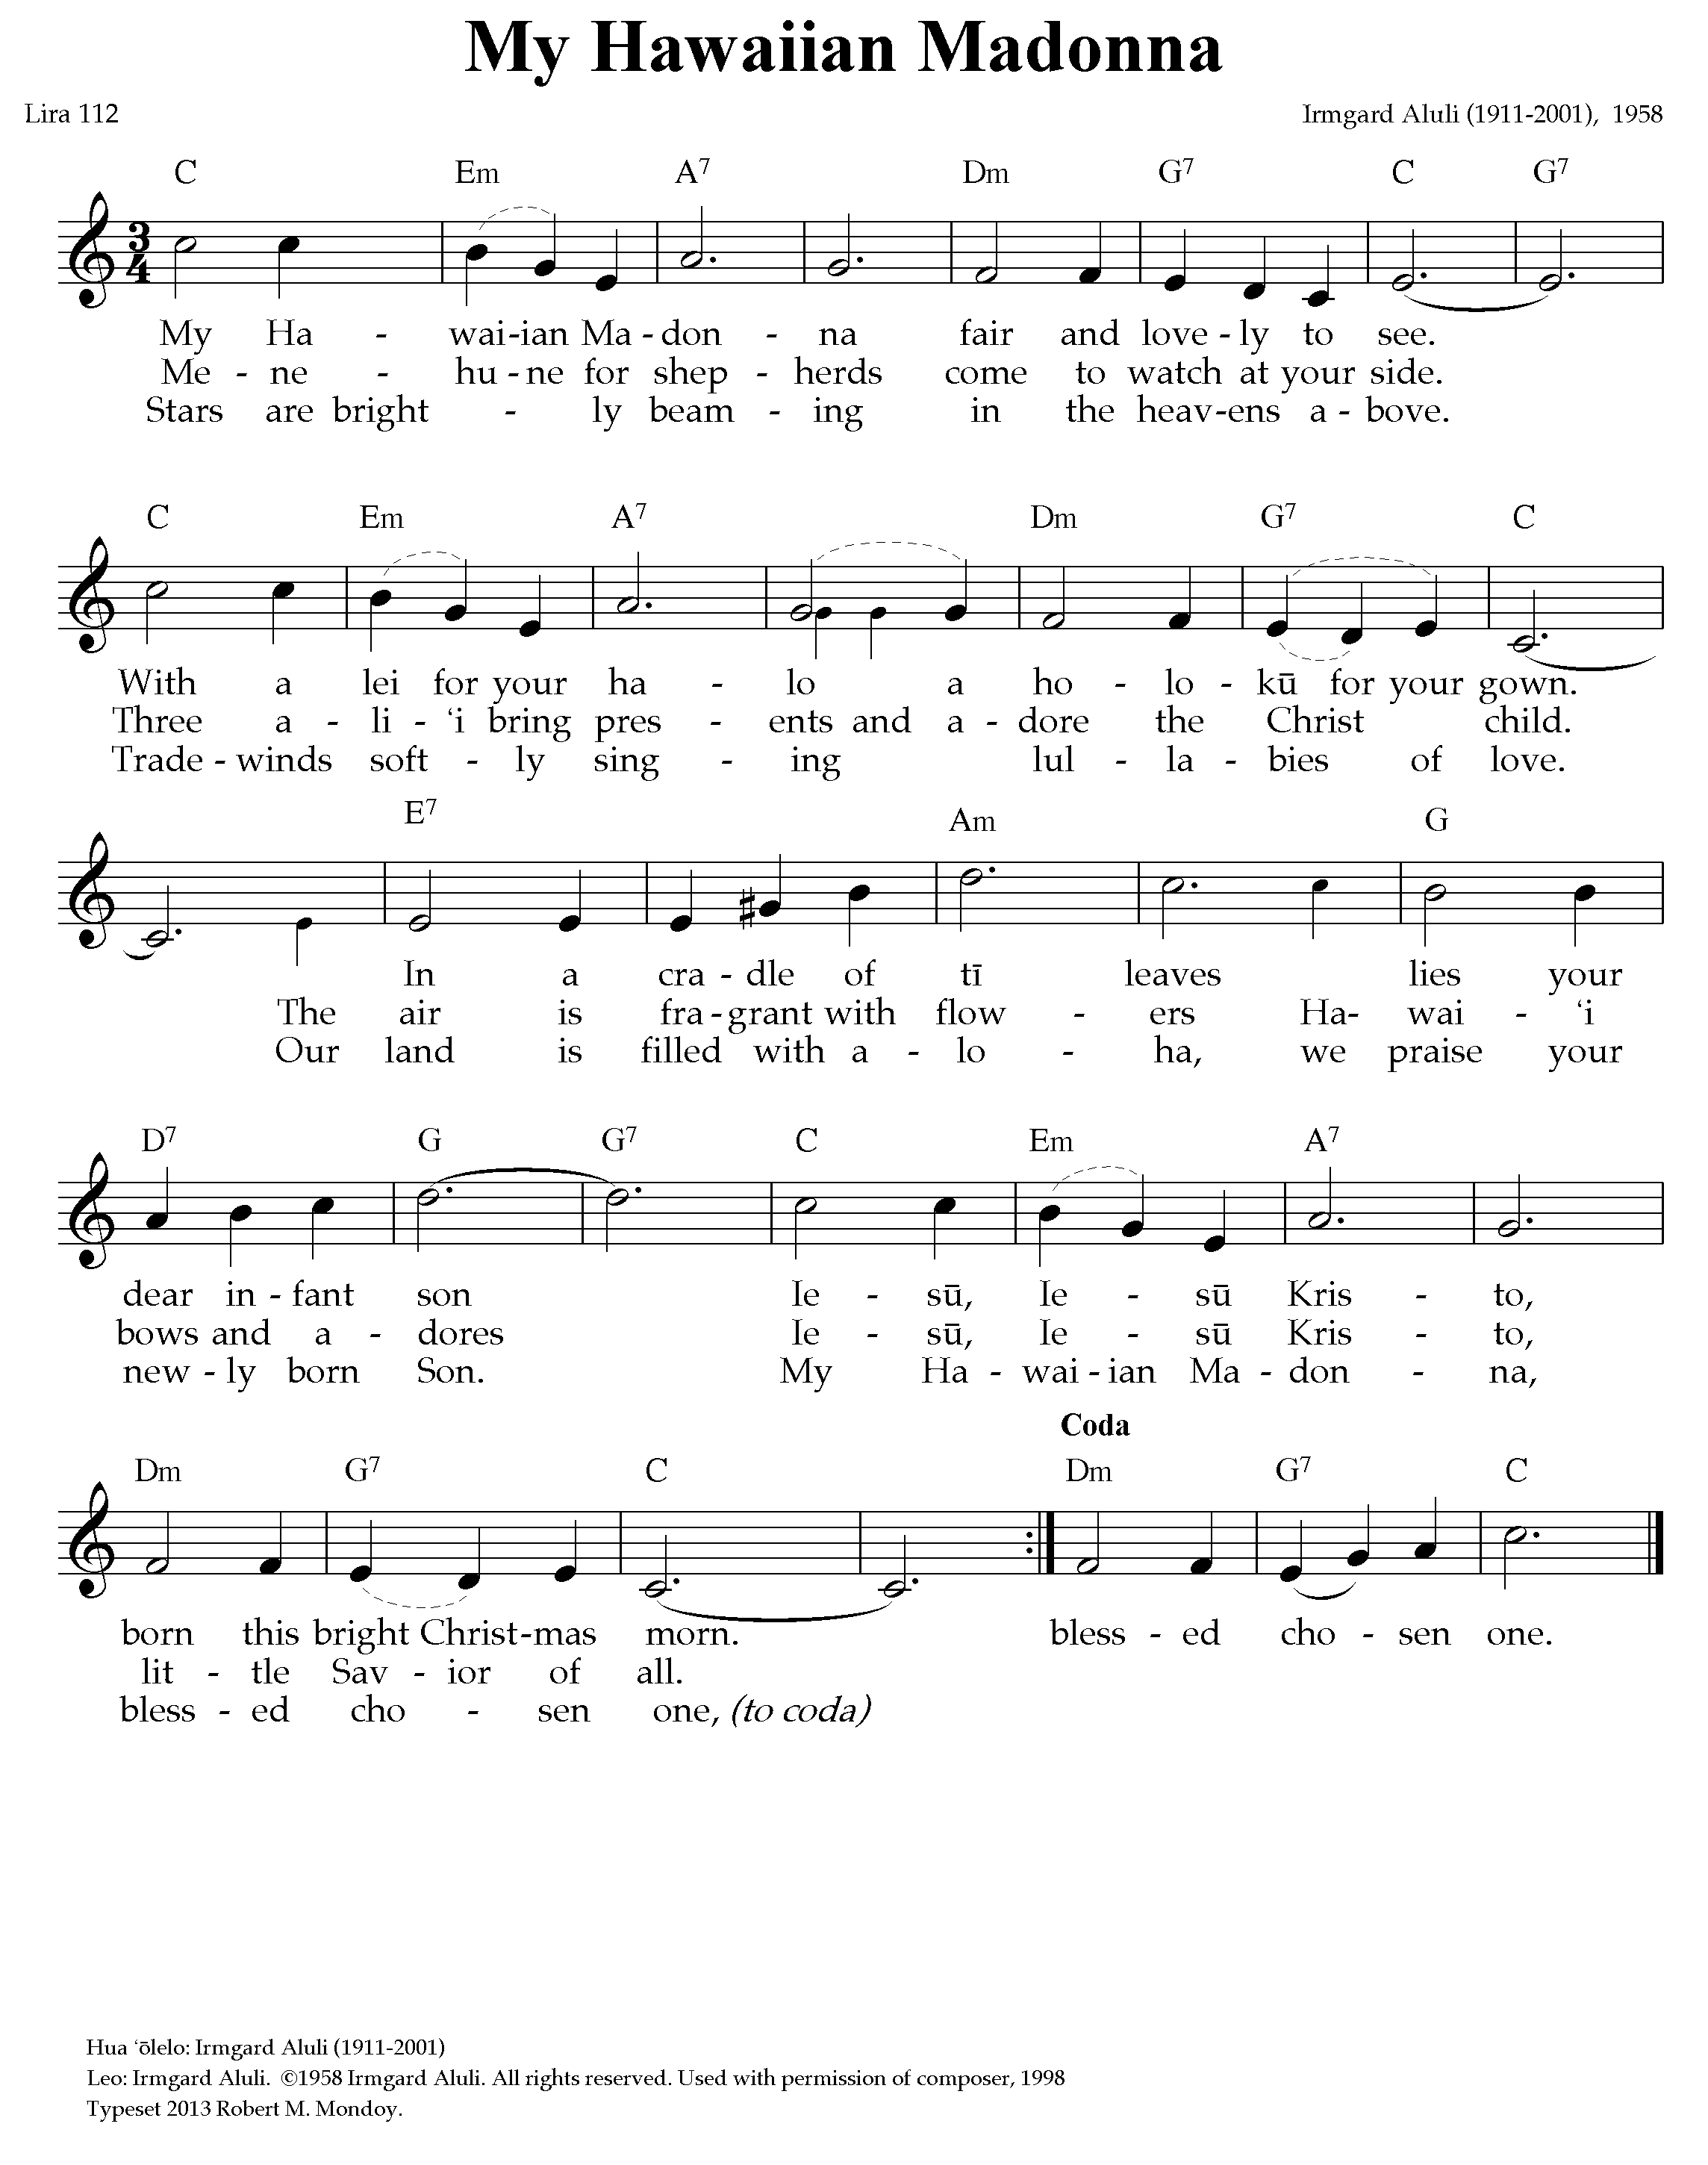 My Hawaiian Madonna
Lira 112
Irmgard Aluli (1911-2001), 1958
C Em A7 Dm G7 C G7
My Ha - wai-ian Ma - don - na fair and love - ly to see.
Me - ne - hu - ne for shep - herds come to watch at your side.
Stars are bright - ly beam - ing in the heav-ens a - bove.
C Em A7 Dm G7 C
With a lei for your ha - lo a ho - lo - kū for your gown.
Three a - li - ‘i bring pres - ents and a - dore the Christ child.
Trade - winds soft - ly sing - ing lul - la - bies of love.
E7 Am G
In a cra - dle of tī leaves lies your
The air is fra - grant with flow - ers Ha- wai - ‘i
Our land is filled with a - lo - ha, we praise your
D7 G G7 C Em A7
dear in - fant son Ie - sū, Ie - sū Kris - to,
bows and a - dores Ie - sū, Ie - sū Kris - to,
new - ly born Son. My Ha - wai - ian Ma - don - na,
Coda
Dm G7 C Dm G7 C
born this bright Christ-mas morn. bless - ed cho - sen one.
lit - tle Sav - ior of all.
bless - ed cho - sen one, (to coda)
Hua ‘ōlelo: Irmgard Aluli (1911-2001)
Leo: Irmgard Aluli. ©1958 Irmgard Aluli. All rights reserved. Used with permission of composer, 1998
Typeset 2013 Robert M. Mondoy.